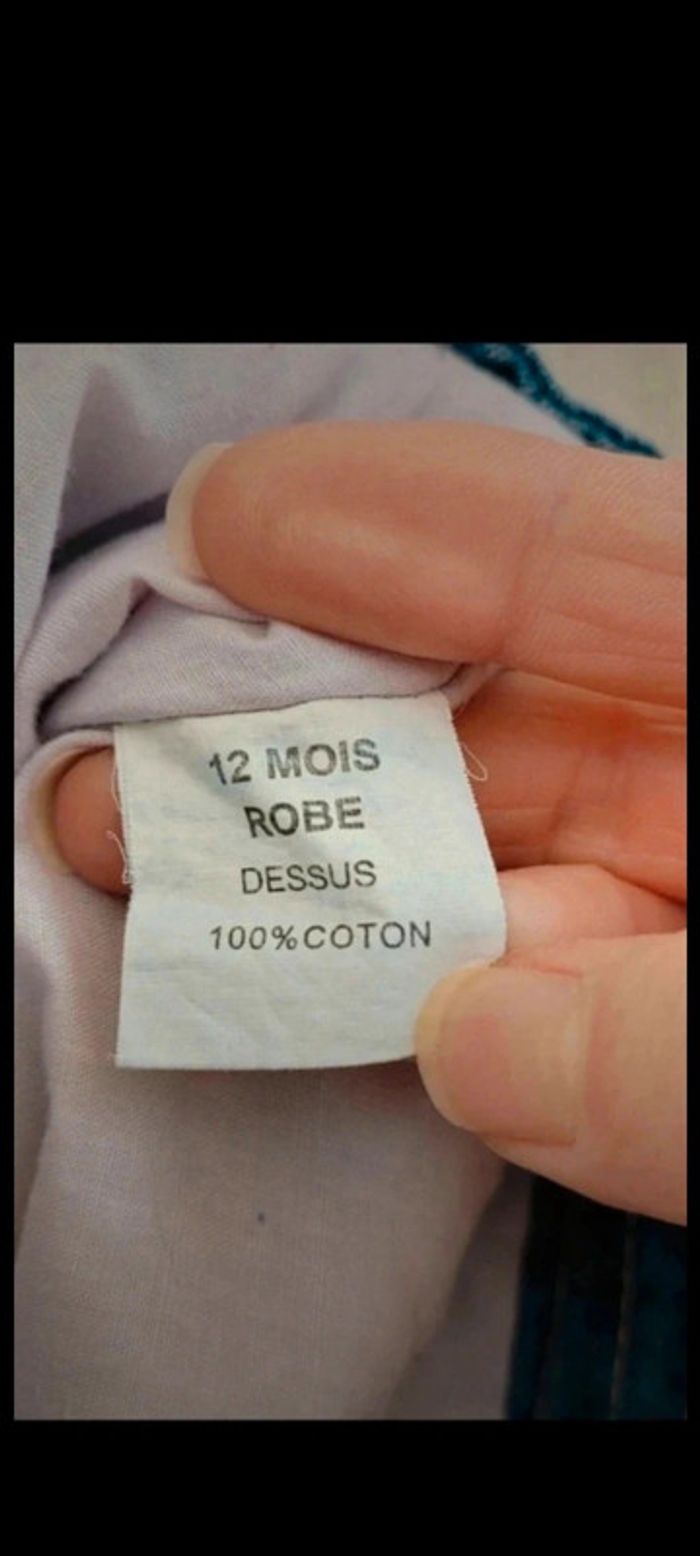 12 MOIS
ROBE
DESSUS
100%COTON